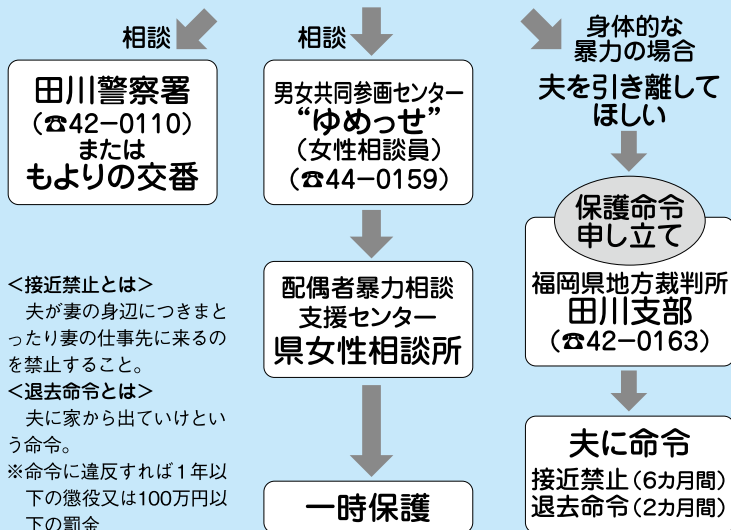 相談
田川警察署
（☎42−0110）
または
もよりの交番
相談
男女共同参画センター
“ゆめっせ”
（女性相談員）
（☎44−0159）
配偶者暴力相談
支援センター
県女性相談所
一時保護
身体的な
暴力の場合
夫を引き離して
ほしい
保護命令
申し立て
福岡県地方裁判所
田川支部
（☎42−0163）
夫に命令
接近禁止（6カ月間）
退去命令（2カ月間）
＜接近禁止とは＞
夫が妻の身辺につきまと
ったり妻の仕事先に来るの
を禁止すること。
＜退去命令とは＞
夫に家から出ていけとい
う命令。
※命令に違反すれば１年以
下の懲役又は100万円以
下の罰金